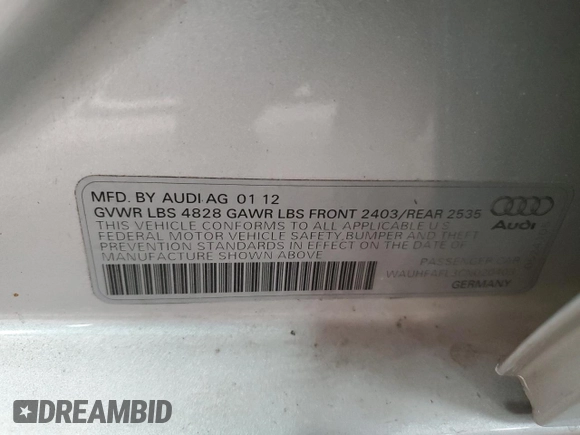 MFD. BY AUDI AG 01 12
GVWR LBS 4828 GAWR LBS FRONT 2403/REAR 2535
THIS VEHICLE CONFORMS TO ALL APPLICABLE U.S.
FEDERAL MOTOR VEHICLE SAFETY,BUMPER AND THEFT
PREVENTION STANDARDS IN EFFECT ON THE DATE OF
MANUFACTURE SHOWN ABOVE
Audi
PASSENGER CAR
GERMANY
DREAMBID